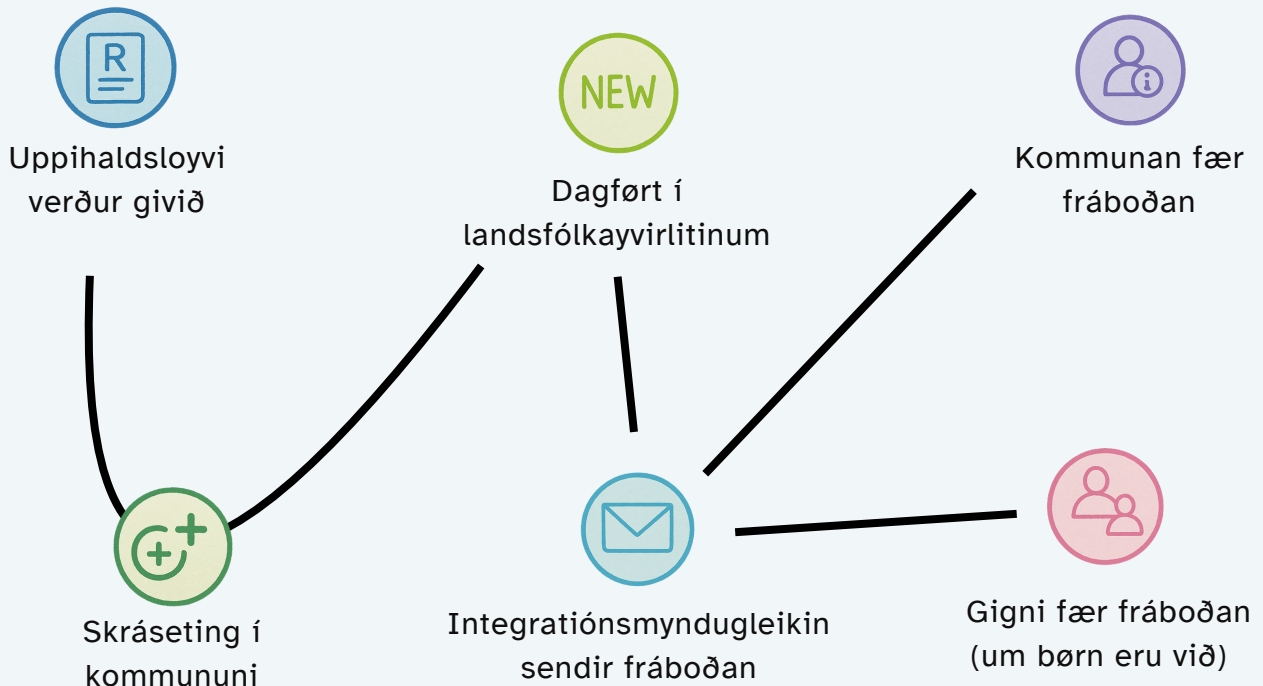 R
Uppihaldsloyvi
verður givið
NEW
Dagført í
landsfólkayvirlitinum
i
Kommunan fær
fráboðan
Skráseting í
kommununi
Integratiónsmyndugleikin
sendir fráboðan
Gigni fær fráboðan
(um børn eru við)